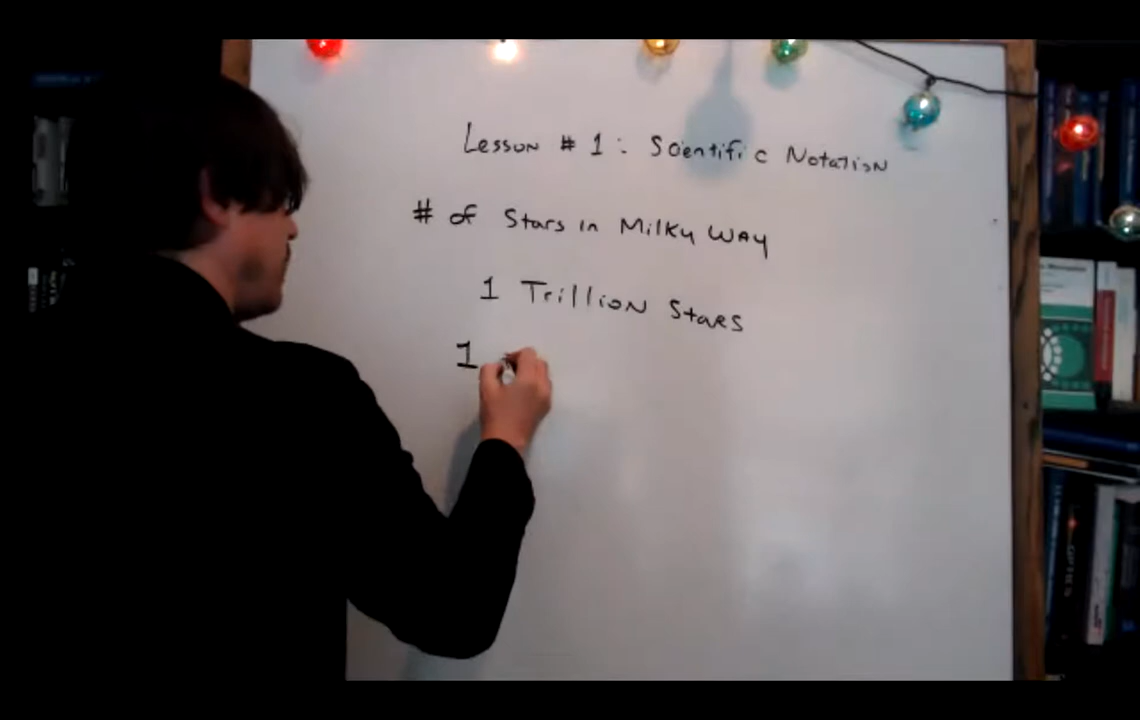 Lesson # 1 : Scientific Notation
# of Stars in Milky Way
1 Trillion Stars
1